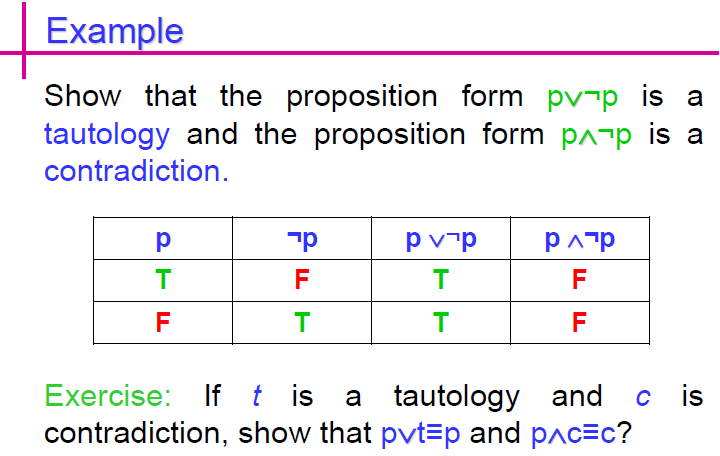 Example
Show that the proposition form p∨¬p is a
tautology and the proposition form p∧¬p is a
contradiction.
p ¬p p ∨¬p p ∧¬p
T F T F
F T T F
Exercise: If t is a tautology and c is
contradiction, show that p∨t≡p and p∧c≡c?